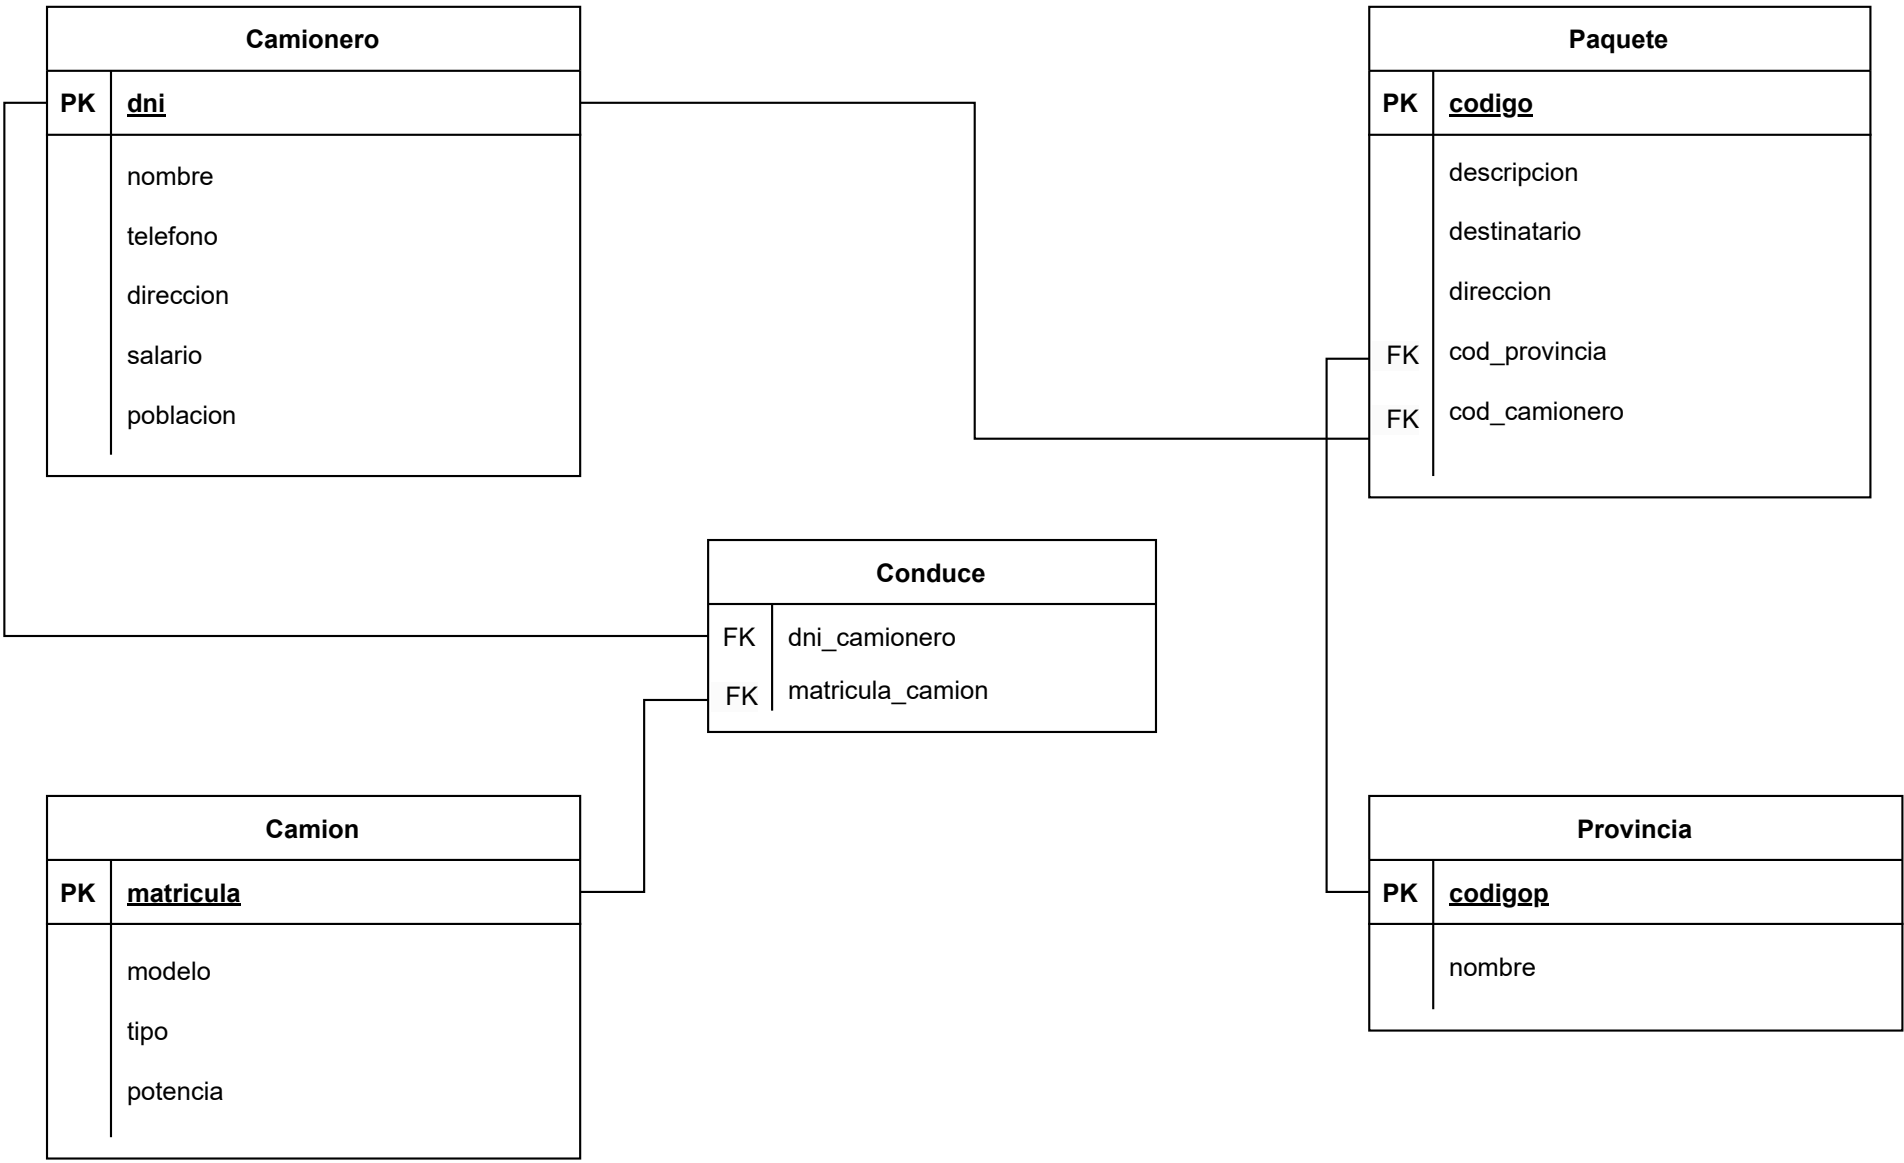 Camionero
PK dni
nombre
telefono
direccion
salario
poblacion
Paquete
PK codigo
descripcion
destinatario
direccion
FK cod_provincia
FK cod_camionero
Conduce
FK dni_camionero
FK matricula_camion
Camion
PK matricula
modelo
tipo
potencia
Provincia
PK codigop
nombre